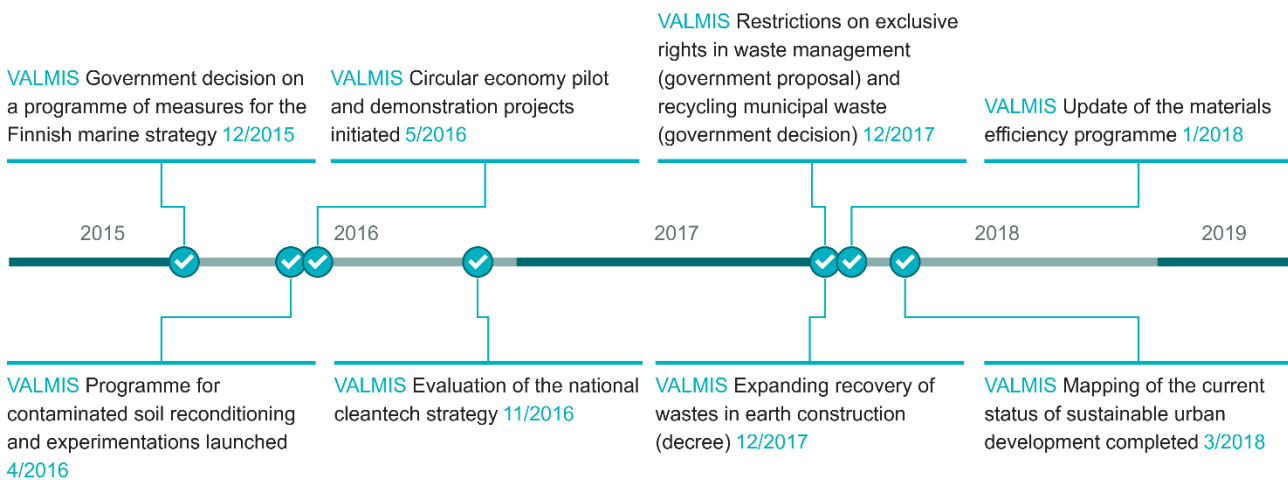 VALMIS Government decision on
a programme of measures for the
Finnish marine strategy 12/2015
VALMIS Circular economy pilot
and demonstration projects
initiated 5/2016
VALMIS Restrictions on exclusive
rights in waste management
(government proposal) and
recycling municipal waste
(government decision) 12/2017
VALMIS Update of the materials
efficiency programme 1/2018
2015
2016
2017
2018
2019
VALMIS Programme for
contaminated soil reconditioning
and experimentations launched
4/2016
VALMIS Evaluation of the national
cleantech strategy 11/2016
VALMIS Expanding recovery of
wastes in earth construction
(decree) 12/2017
VALMIS Mapping of the current
status of sustainable urban
development completed 3/2018